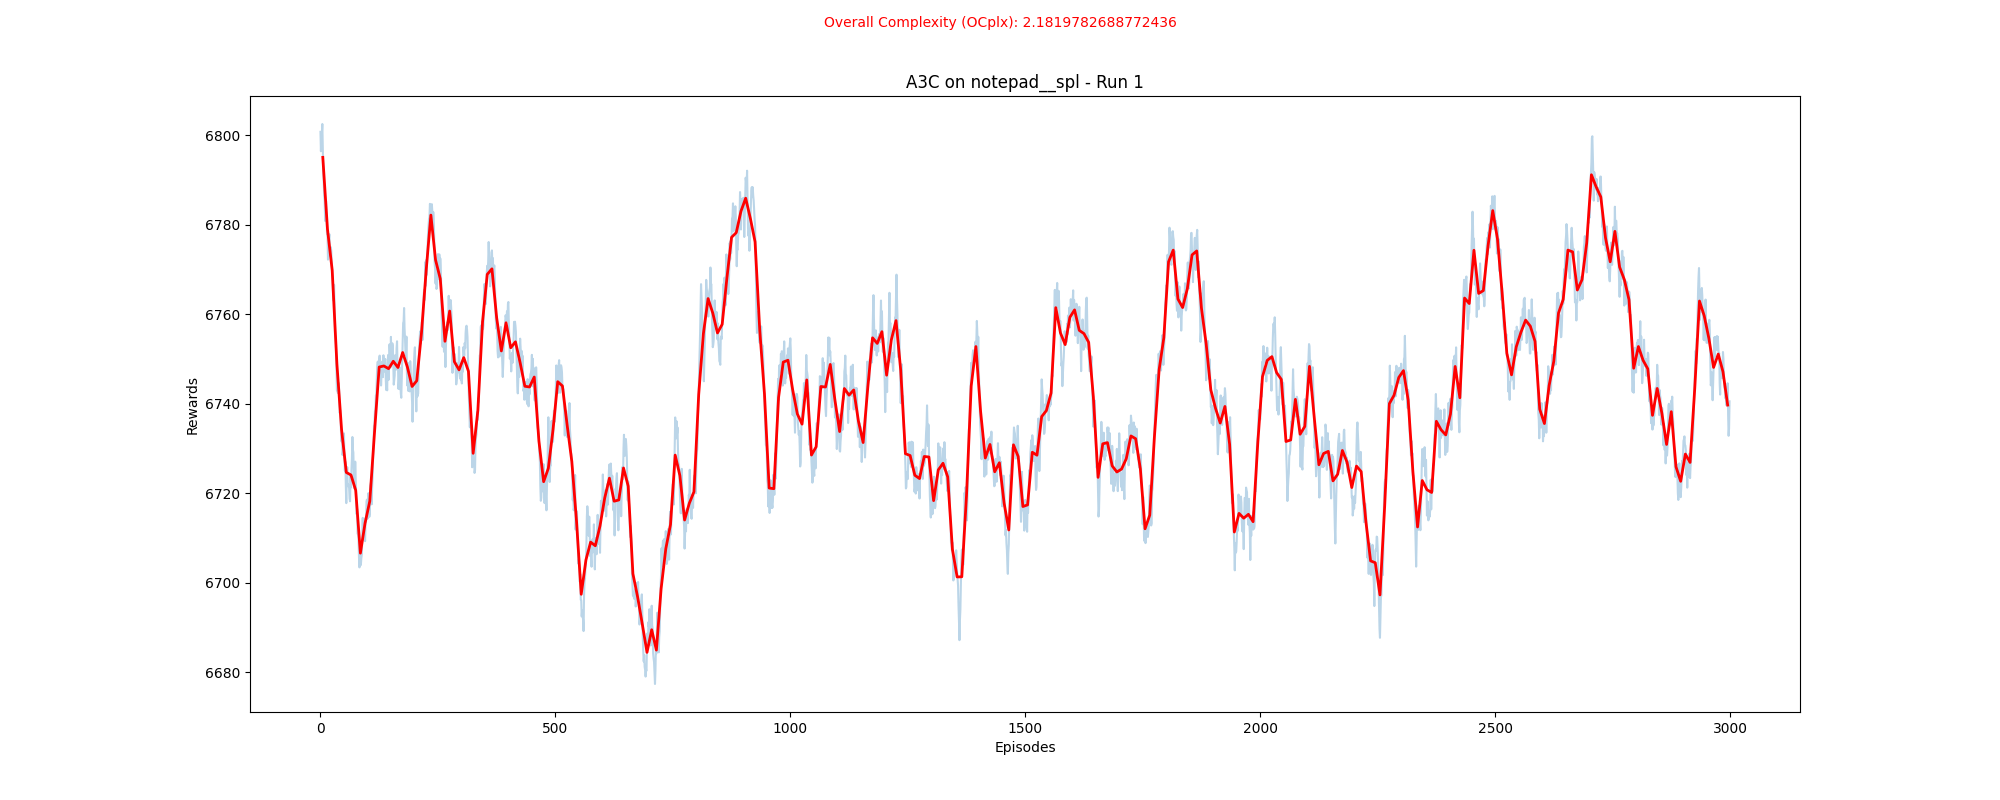 Overall Complexity (OCplx): 2.1819782688772436
A3C on notepad__spl - Run 1
Rewards
6800
6780
6760
6740
6720
6700
6680
0 500 1000 1500 2000 2500 3000
Episodes